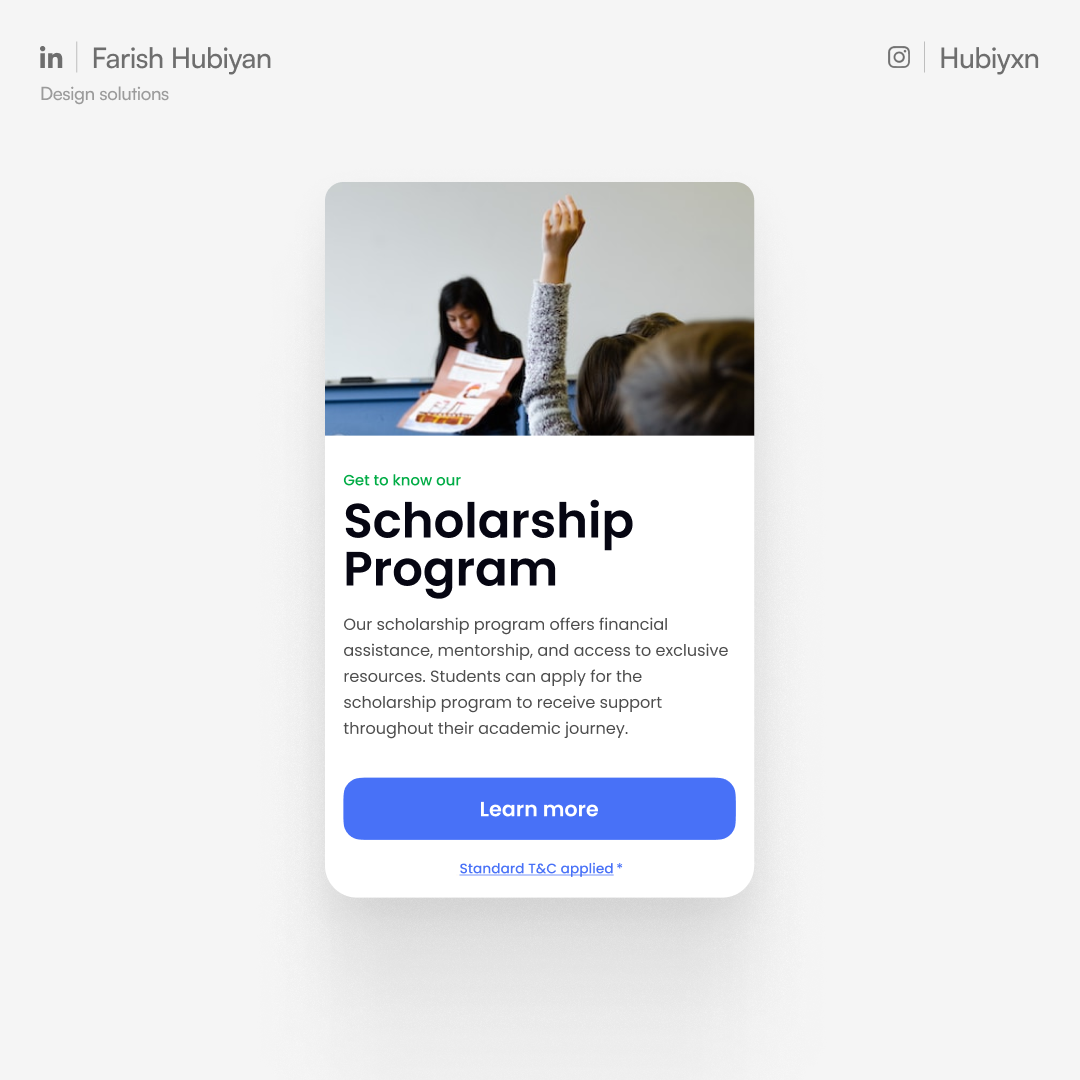 in | Farish Hubiyan
Design solutions
Hubiyxn
Get to know our
Scholarship
Program
Our scholarship program offers financial
assistance, mentorship, and access to exclusive
resources. Students can apply for the
scholarship program to receive support
throughout their academic journey.
Learn more
Standard T&C applied *